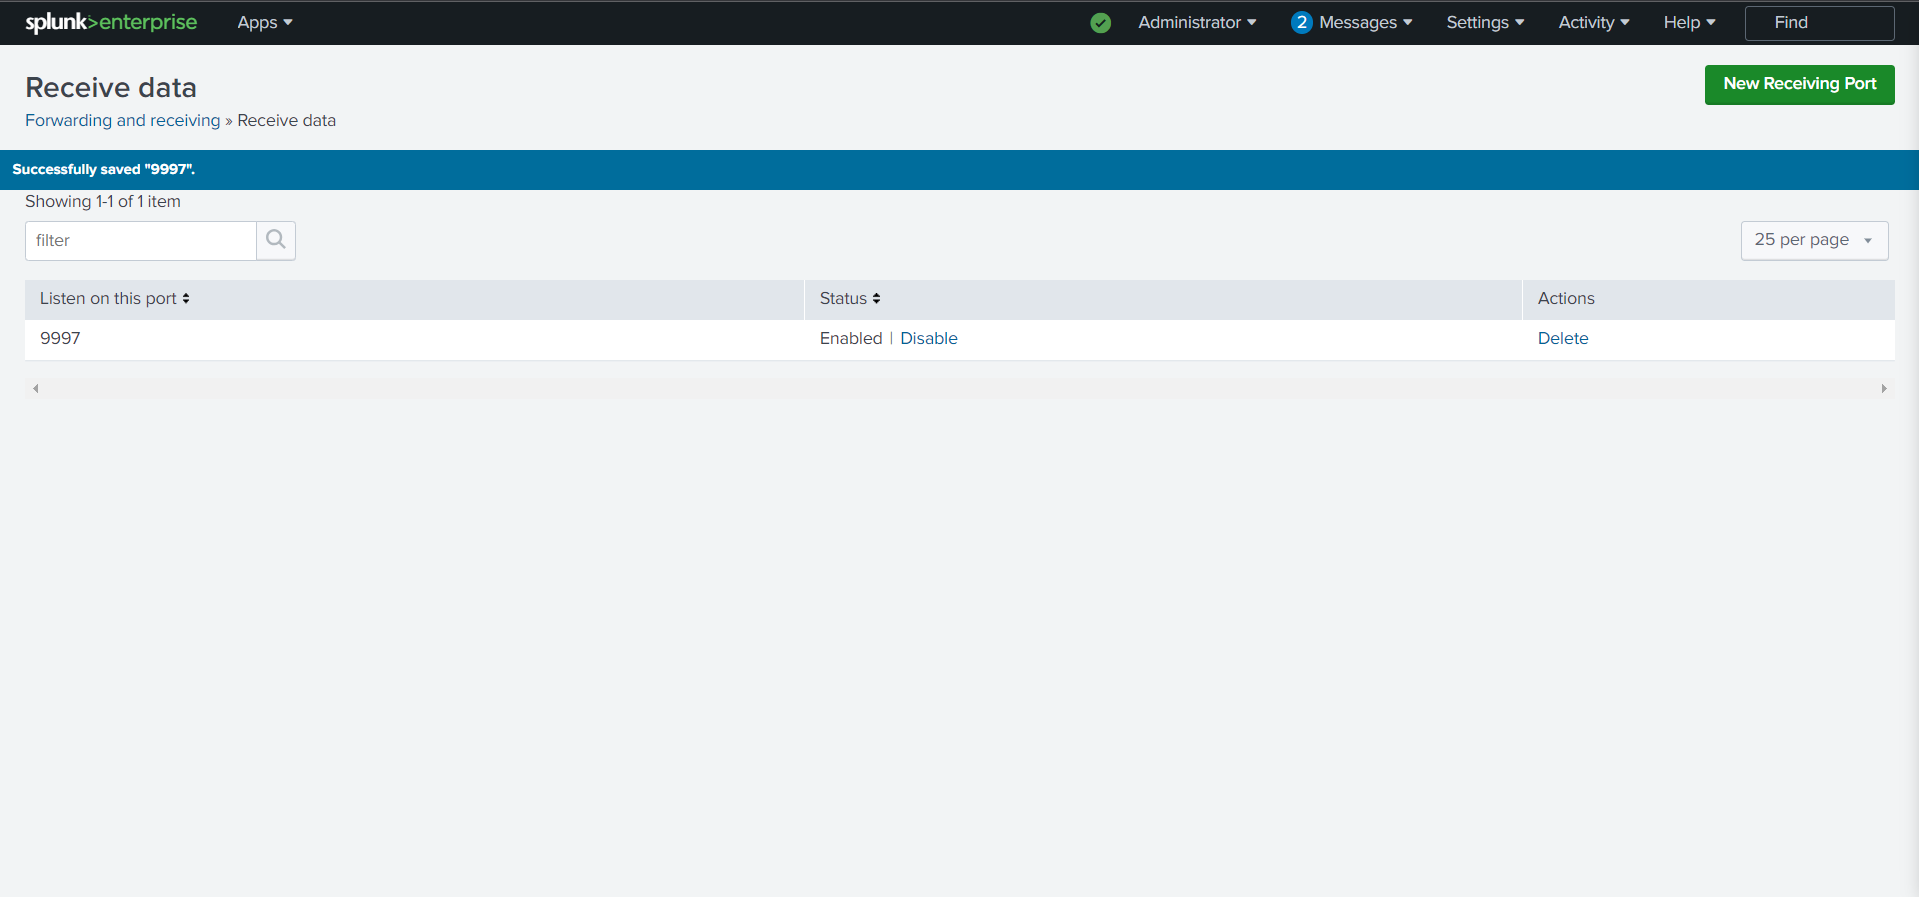 splunk>enterprise Apps Administrator 2 Messages Settings Activity Help Find
Receive data
New Receiving Port
Forwarding and receiving » Receive data
Successfully saved "9997".
Showing 1-1 of 1 item
filter
25 per page
Listen on this port Status Actions
9997 Enabled | Disable Delete